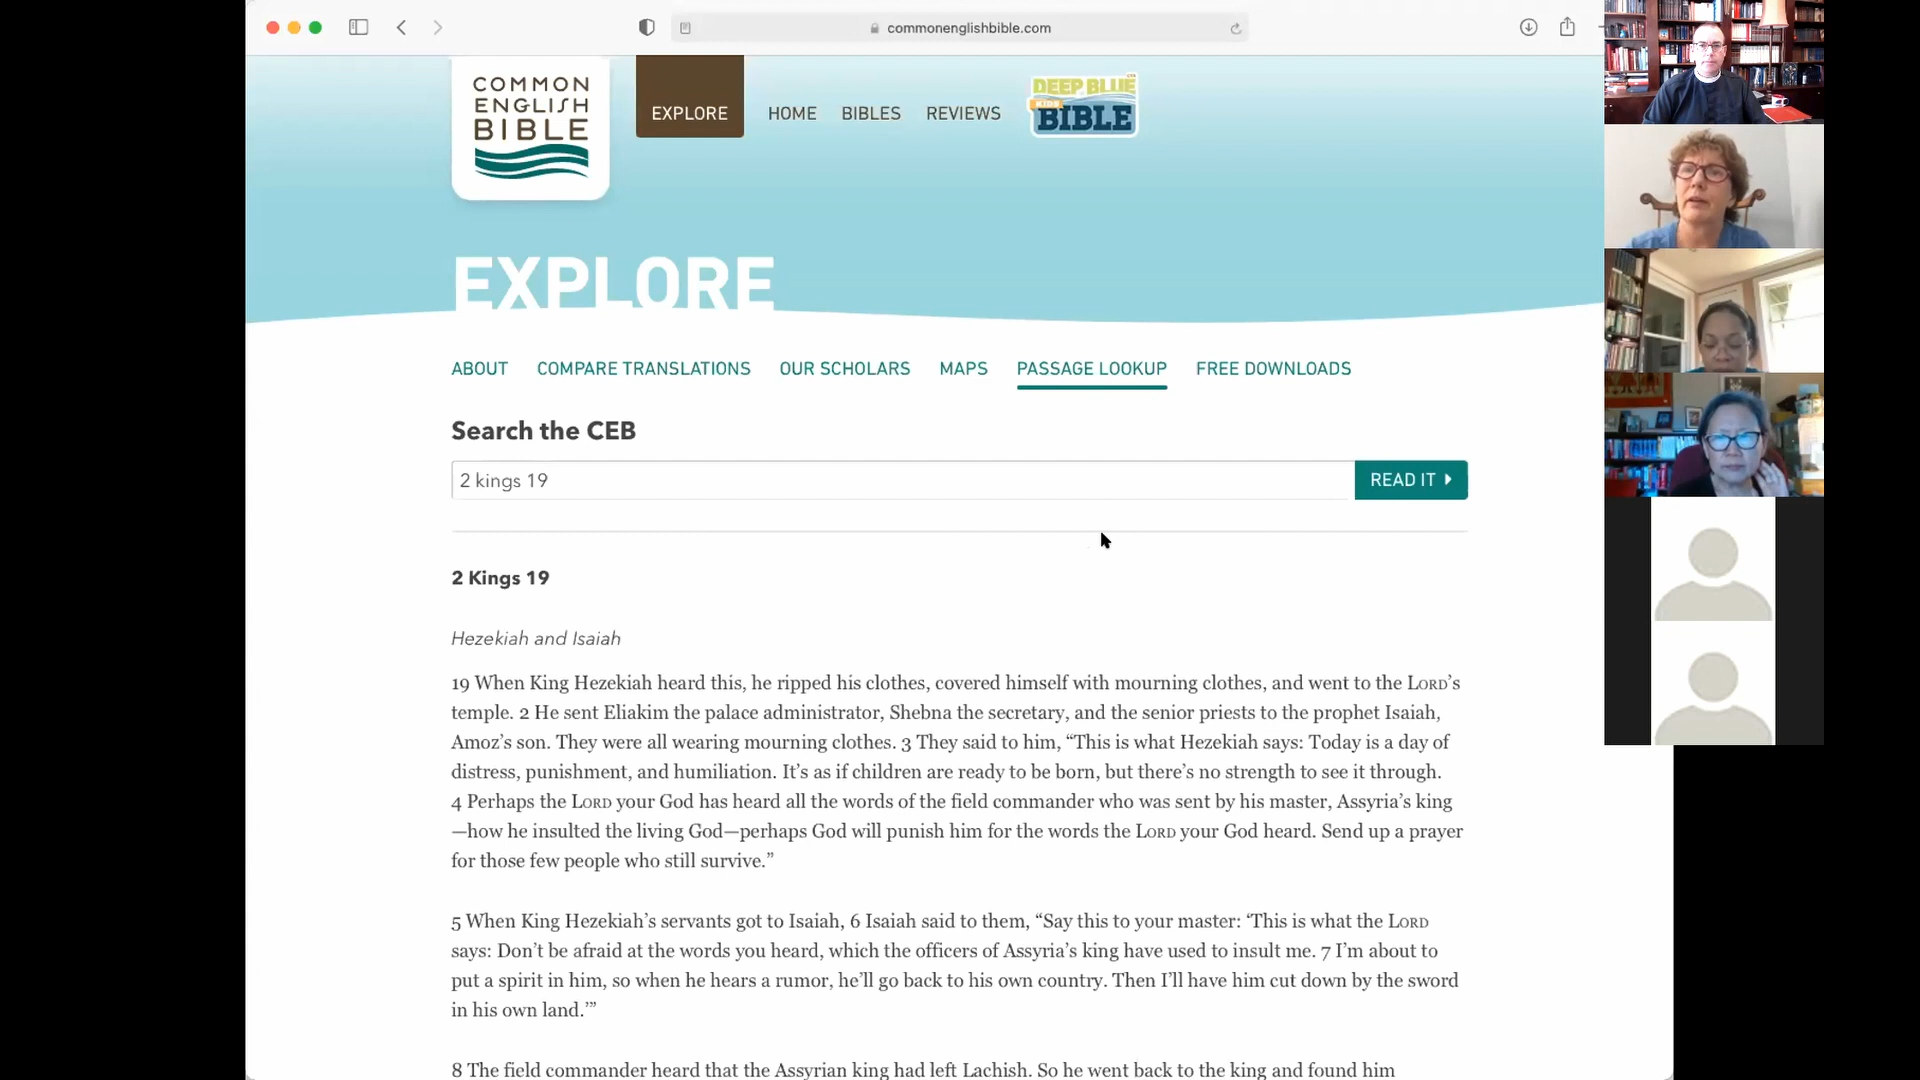 commonenglishbible.com
COMMON
ENGLISH
BIBLE
EXPLORE
HOME
BIBLES
REVIEWS
DEEP BLUE
KIDS
BIBLE
EXPLORE
ABOUT
COMPARE TRANSLATIONS
OUR SCHOLARS
MAPS
PASSAGE LOOKUP
FREE DOWNLOADS
Search the CEB
2 kings 19
READ IT
2 Kings 19
Hezekiah and Isaiah
19 When King Hezekiah heard this, he ripped his clothes, covered himself with mourning clothes, and went to the LORD’s
temple. 2 He sent Eliakim the palace administrator, Shebna the secretary, and the senior priests to the prophet Isaiah,
Amoz’s son. They were all wearing mourning clothes. 3 They said to him, “This is what Hezekiah says: Today is a day of
distress, punishment, and humiliation. It’s as if children are ready to be born, but there’s no strength to see it through.
4 Perhaps the LORD your God has heard all the words of the field commander who was sent by his master, Assyria’s king
—how he insulted the living God—perhaps God will punish him for the words the LORD your God heard. Send up a prayer
for those few people who still survive.”
5 When King Hezekiah’s servants got to Isaiah, 6 Isaiah said to them, “Say this to your master: ‘This is what the LORD
says: Don’t be afraid at the words you heard, which the officers of Assyria’s king have used to insult me. 7 I’m about to
put a spirit in him, so when he hears a rumor, he’ll go back to his own country. Then I’ll have him cut down by the sword
in his own land.’”
8 The field commander heard that the Assyrian king had left Lachish. So he went back to the king and found him